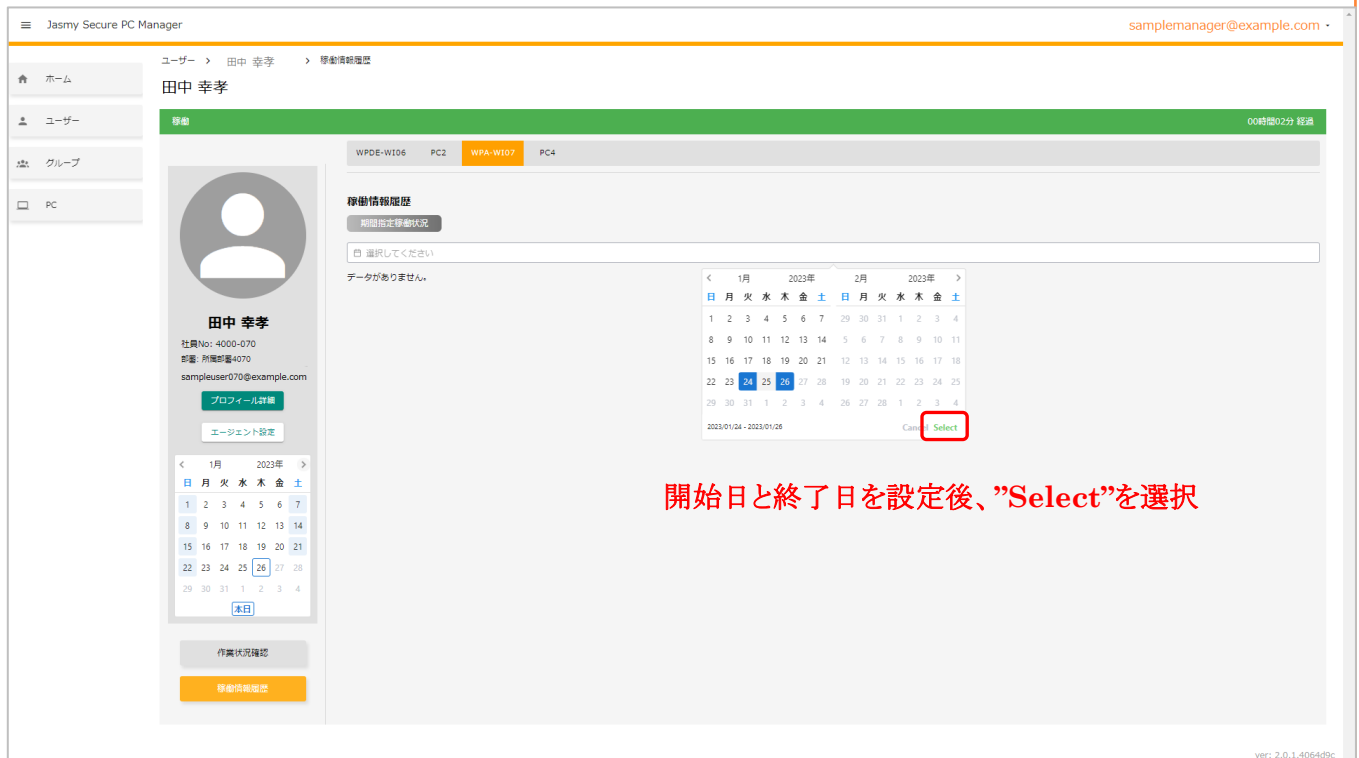 Jasmy Secure PC Manager
samplemanager@example.com
ユーザー > 田中 幸孝 > 稼働情報履歴
田中 幸孝
ホーム
ユーザー
グループ
PC
稼働
00時間02分 経過
WPDE-WI06 PC2 WPA-WI07 PC4
稼働情報履歴
期間指定稼働状況
選択してください
データがありません。
< 1月 2023年 2月 2023年 >
日 月 火 水 木 金 土 日 月 火 水 木 金 土
1 2 3 4 5 6 7 29 30 31 1 2 3 4
8 9 10 11 12 13 14 5 6 7 8 9 10 11
15 16 17 18 19 20 21 12 13 14 15 16 17 18
22 23 24 25 26 27 28 19 20 21 22 23 24 25
29 30 31 1 2 3 4 26 27 28 1 2 3 4
2023/01/24 - 2023/01/26 Cancel Select
開始日と終了日を設定後、”Select”を選択
田中 幸孝
社員No: 4000-070
部署: 所属部署4070
sampleuser070@example.com
プロフィール詳細
エージェント設定
< 1月 2023年 >
日 月 火 水 木 金 土
1 2 3 4 5 6 7
8 9 10 11 12 13 14
15 16 17 18 19 20 21
22 23 24 25 26 27 28
29 30 31 1 2 3 4
本日
作業状況確認
稼働情報履歴
ver: 2.0.1.4064d9c